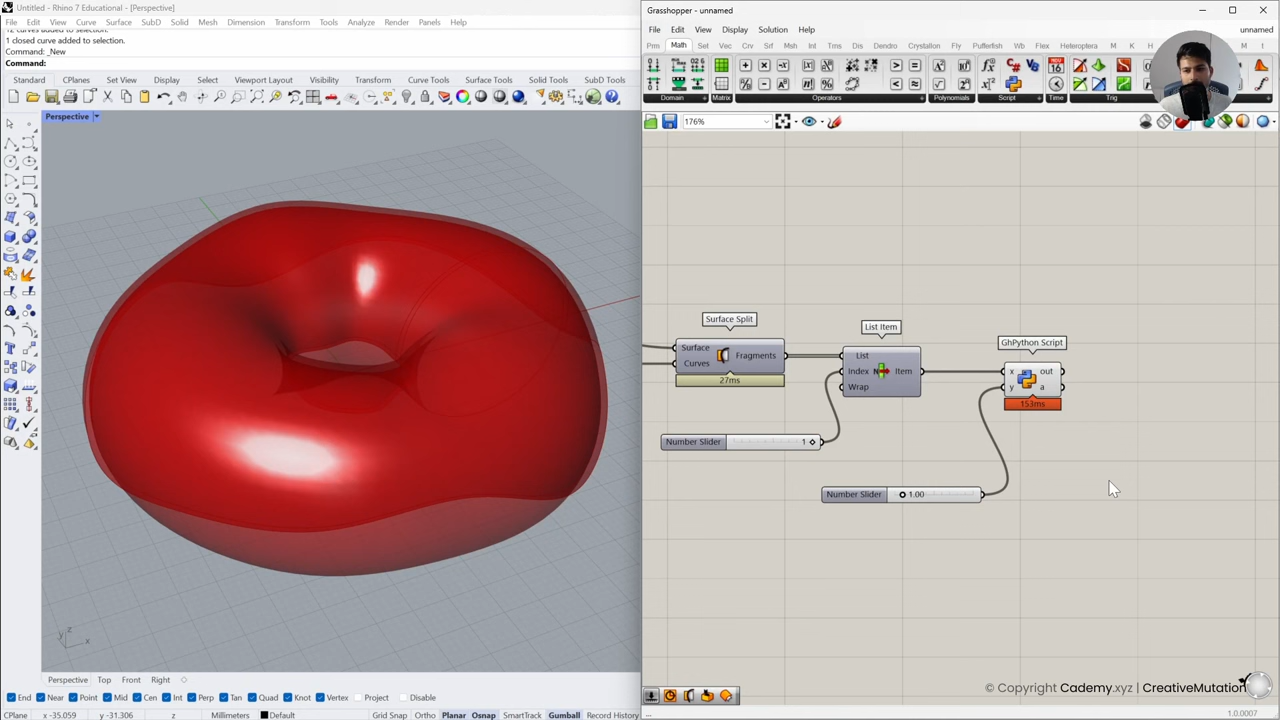 Untitled - Rhino 7 Educational - [Perspective]
File Edit View Curve Surface SubD Solid Mesh Dimension Transform Tools Analyze Render Panels Help
12 curves added to selection.
1 closed curve added to selection.
Command: _New
Command:
Standard CPlanes Set View Display Select Viewport Layout Visibility Transform Curve Tools Surface Tools Solid Tools SubD Tools
Perspective
z
y
x
Perspective Top Front Right
End Near Point Mid Cen Int Perp Tan Quad Knot Vertex Project Disable
CPlane x -35.059 y -31.306 z Millimeters Default Grid Snap Ortho Planar Osnap SmartTrack Gumball Record History
Grasshopper - unnamed
File Edit View Display Solution Help unnamed
Prm Math Set Vec Crv Srf Msh Int Trns Dis Dendro Crystallon Fly Pufferfish Wb Flex Heteroptera M K H
Domain Matrix Operators Polynomials Script Time Trig
176%
Surface Split
Surface
Curves
Fragments
27ms
List Item
List
Index
Wrap
Item
GhPython Script
x
y
out
a
153ms
Number Slider 1
Number Slider 1.00
© Copyright Cademy.xyz | CreativeMutation
1.0.0007